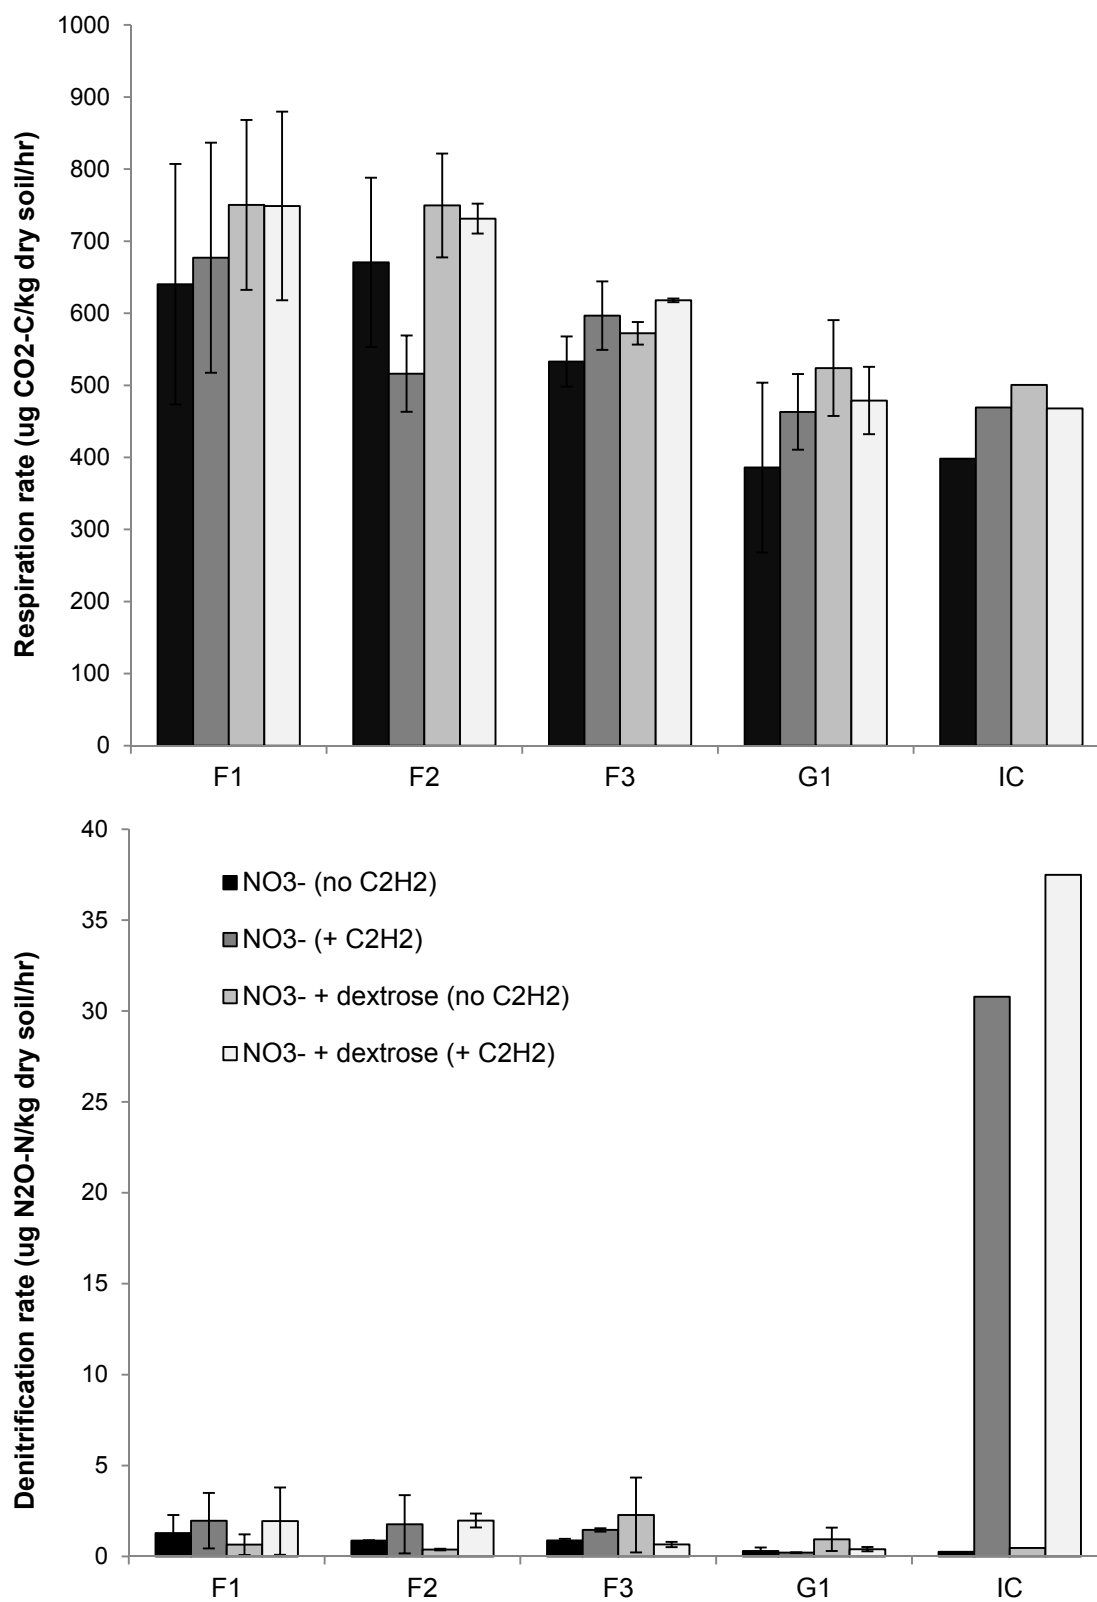 Respiration rate (ug CO2-C/kg dry soil/hr)
1000
900
800
700
600
500
400
300
200
100
0
F1 F2 F3 G1 IC
Denitrification rate (ug N2O-N/kg dry soil/hr)
40
35
30
25
20
15
10
5
0
NO3- (no C2H2)
NO3- (+ C2H2)
NO3- + dextrose (no C2H2)
NO3- + dextrose (+ C2H2)
F1 F2 F3 G1 IC